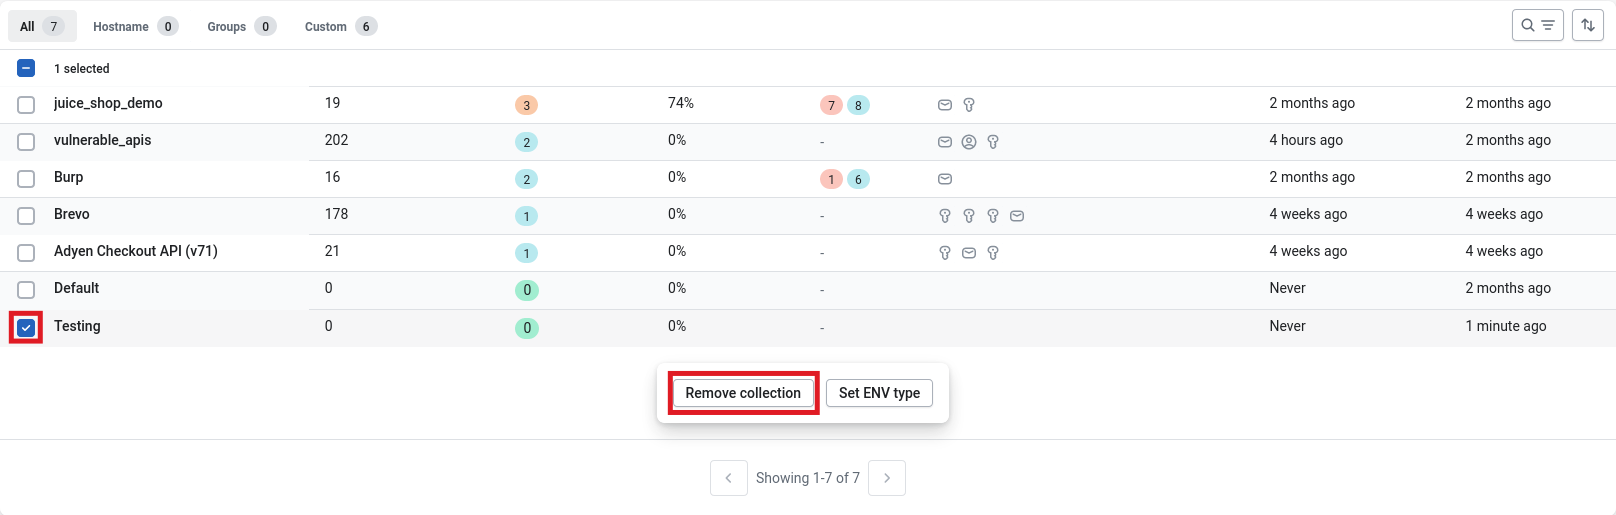 All 7 Hostname 0 Groups 0 Custom 6
1 selected
juice_shop_demo 19 3 74% 7 8 2 months ago 2 months ago
vulnerable_apis 202 2 0% - 4 hours ago 2 months ago
Burp 16 2 0% 1 6 2 months ago 2 months ago
Brevo 178 1 0% - 4 weeks ago 4 weeks ago
Adyen Checkout API (v71) 21 1 0% - 4 weeks ago 4 weeks ago
Default 0 0 0% - Never 2 months ago
Testing 0 0 0% - Never 1 minute ago
Remove collection Set ENV type
Showing 1-7 of 7